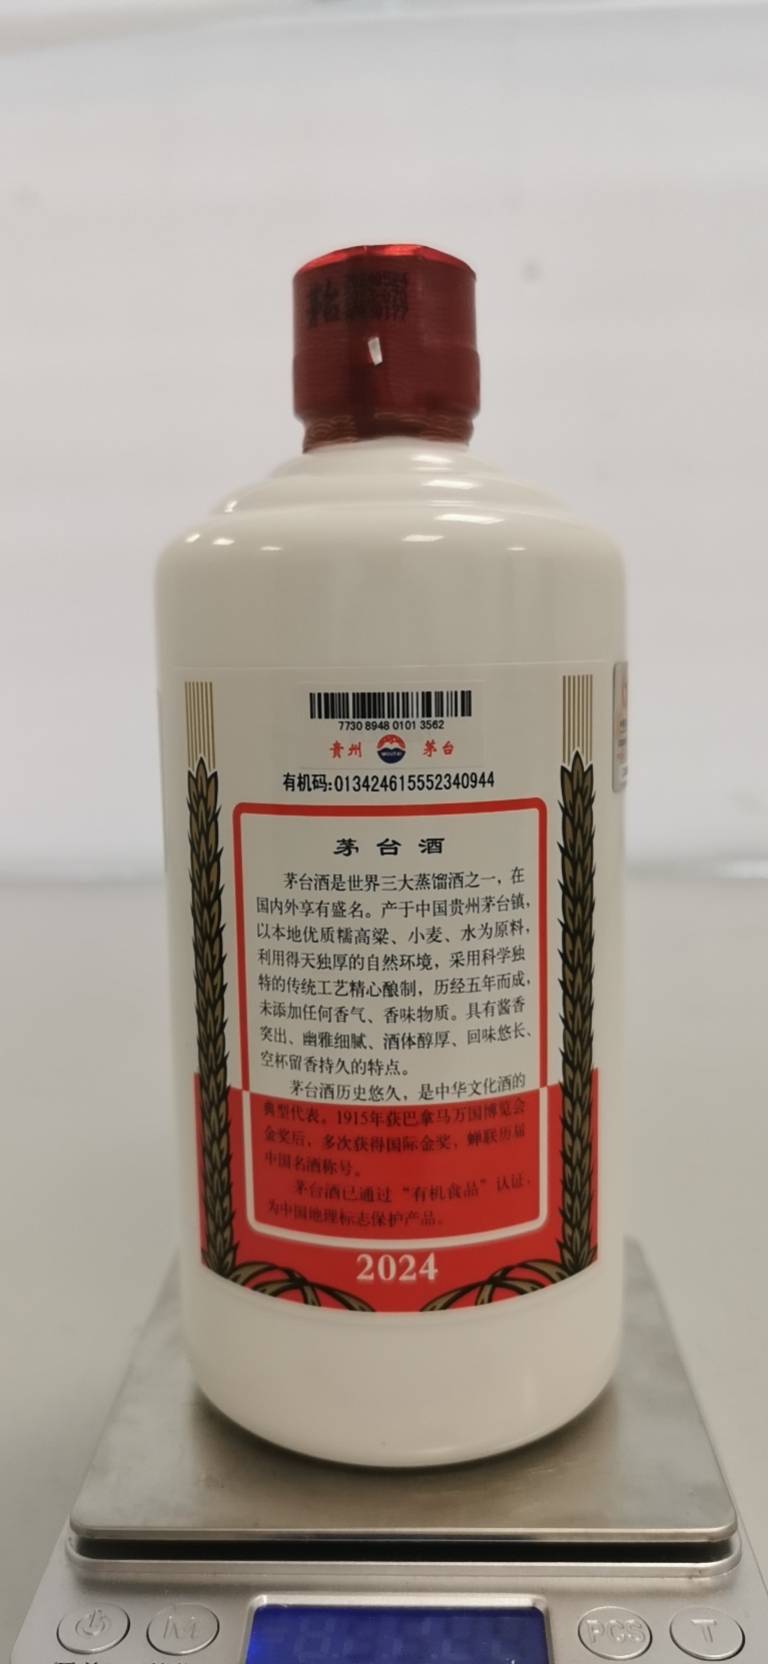 茅台
7730 8948 0101 3562
贵州 茅台
有机码:013424615552340944
茅台酒
茅台酒是世界三大蒸馏酒之一，在
国内外享有盛名。产于中国贵州茅台镇，
以本地优质糯高粱、小麦、水为原料，
利用得天独厚的自然环境，采用科学独
特的传统工艺精心酿制，历经五年而成，
未添加任何香气、香味物质。具有酱香
突出、幽雅细腻、酒体醇厚、回味悠长、
空杯留香持久的特点。
茅台酒历史悠久，是中华文化酒的
典型代表。1915年获巴拿马万国博览会
金奖后，多次获得国际金奖，蝉联历届
中国名酒称号。
茅台酒已通过“有机食品”认证，
为中国地理标志保护产品。
2024
M
PCS
T